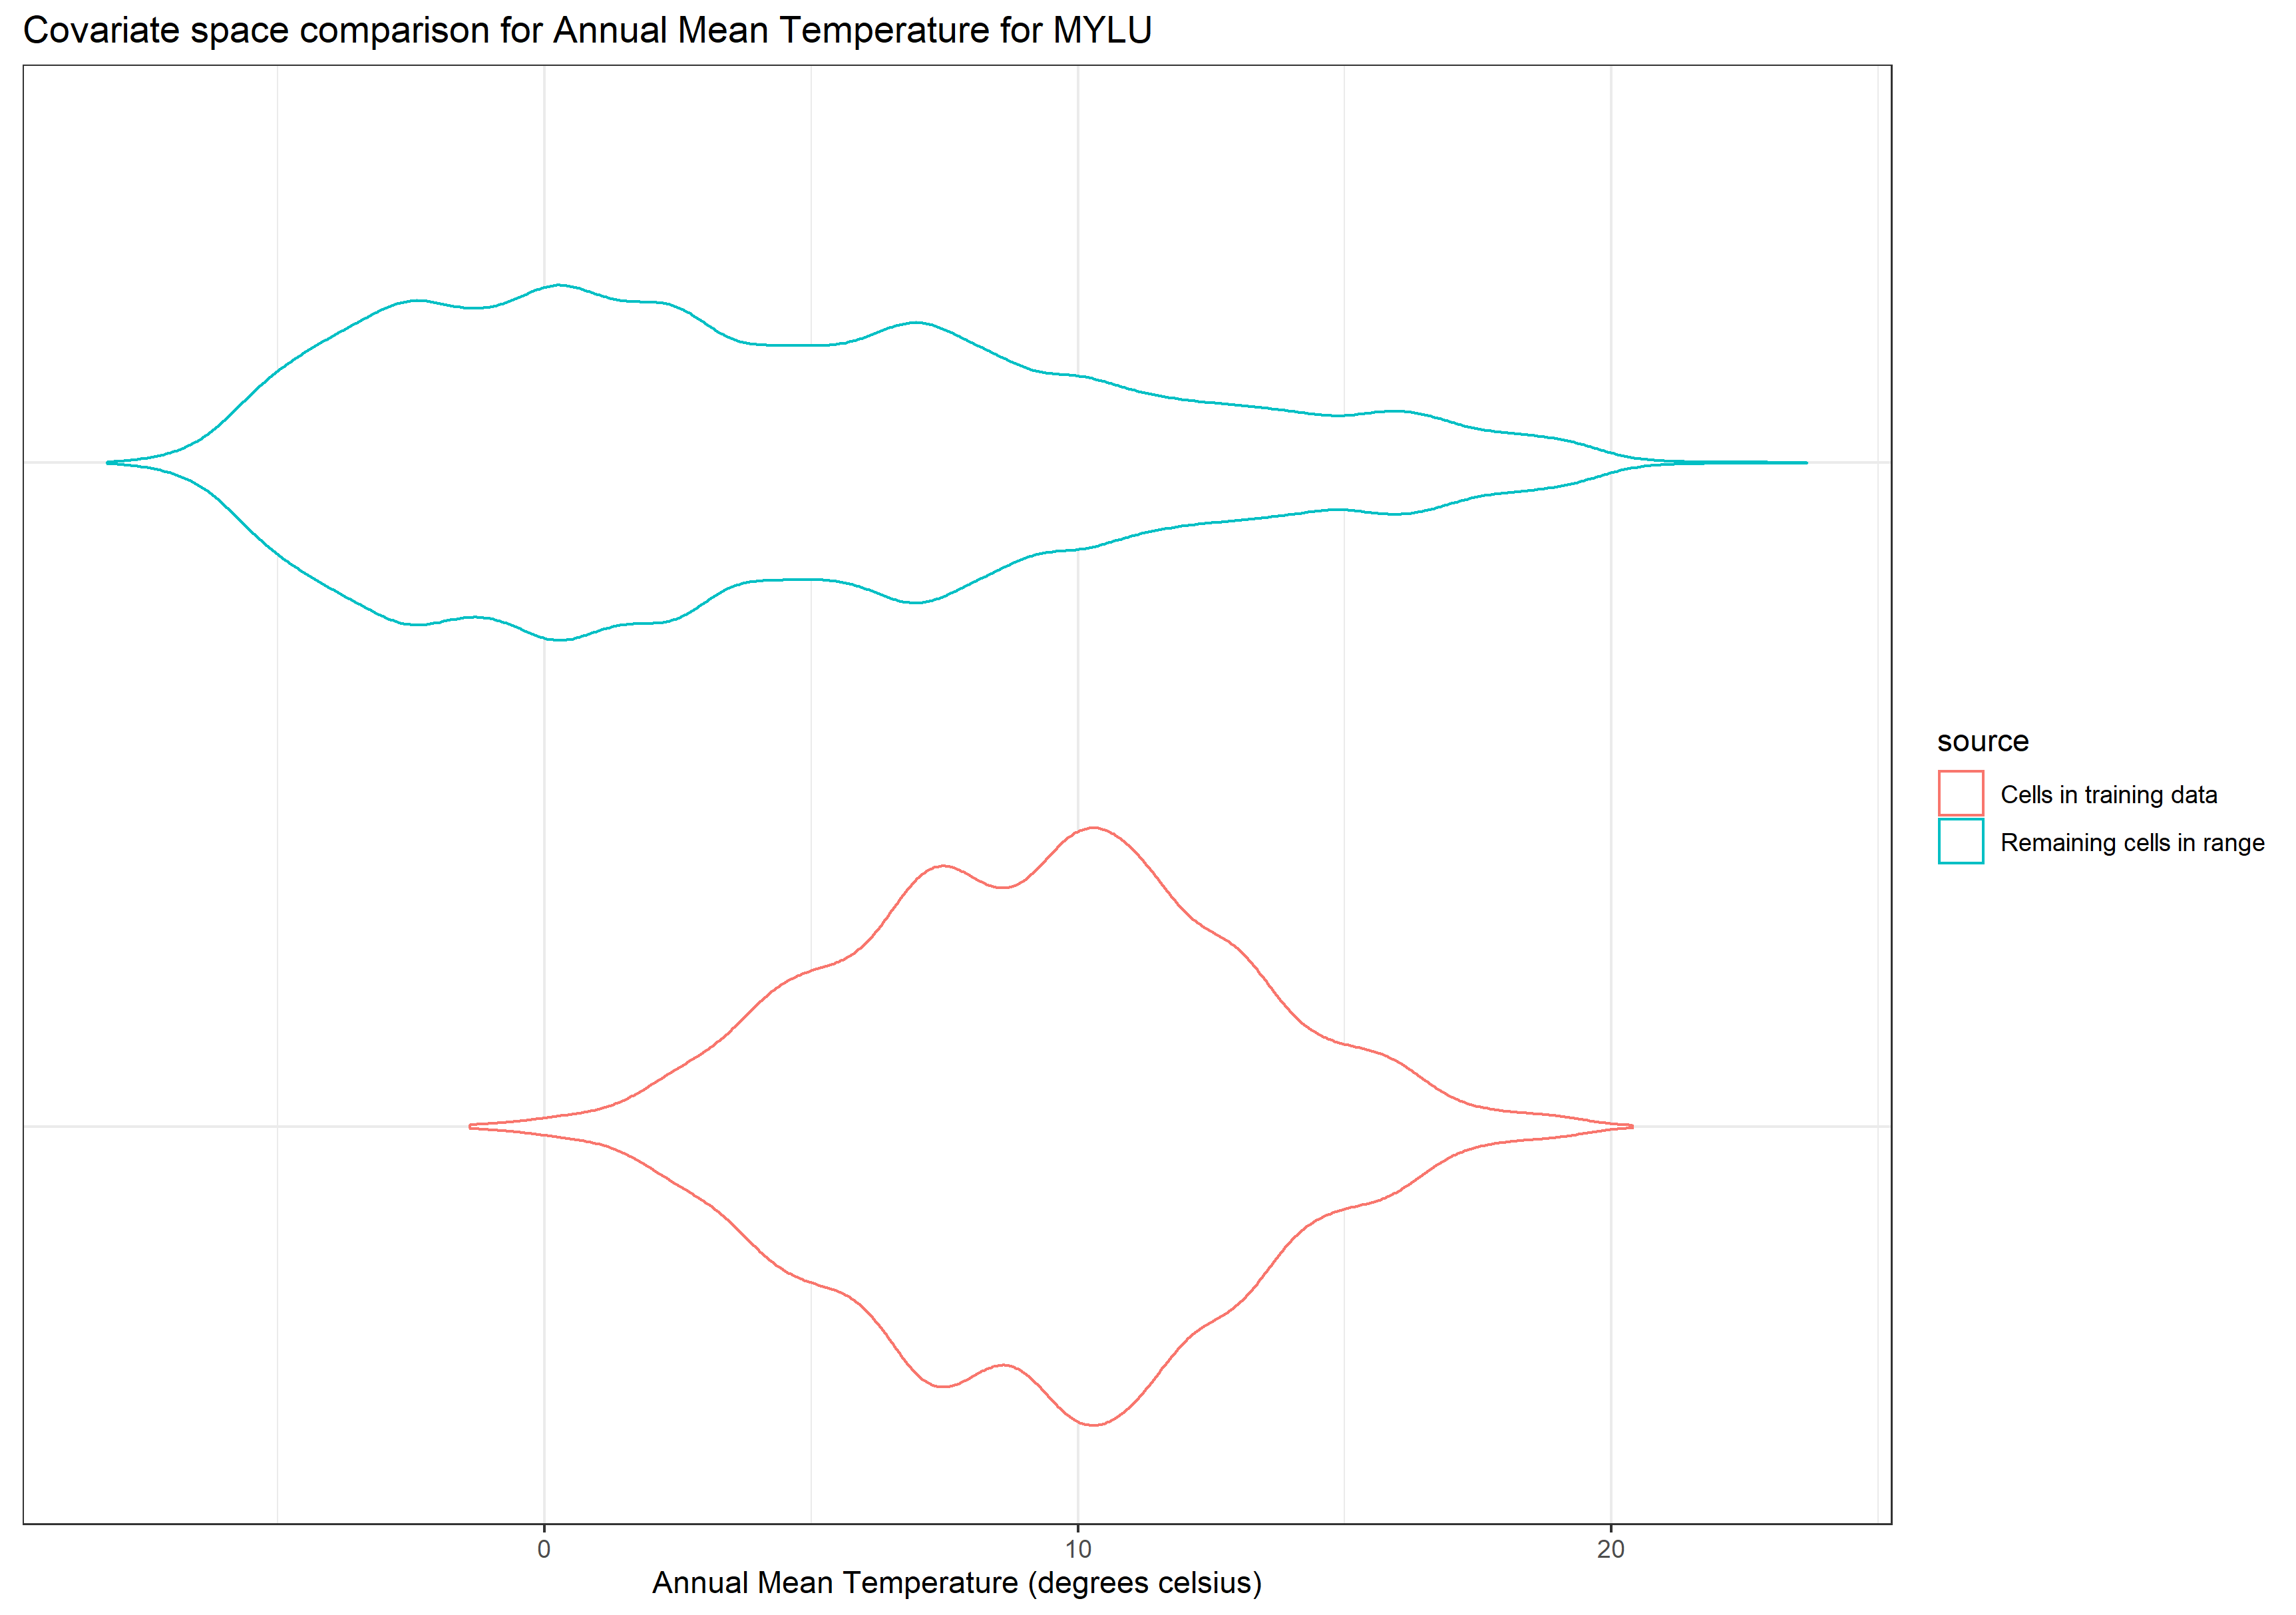 Covariate space comparison for Annual Mean Temperature for MYLU
source
Cells in training data
Remaining cells in range
0 10 20
Annual Mean Temperature (degrees celsius)